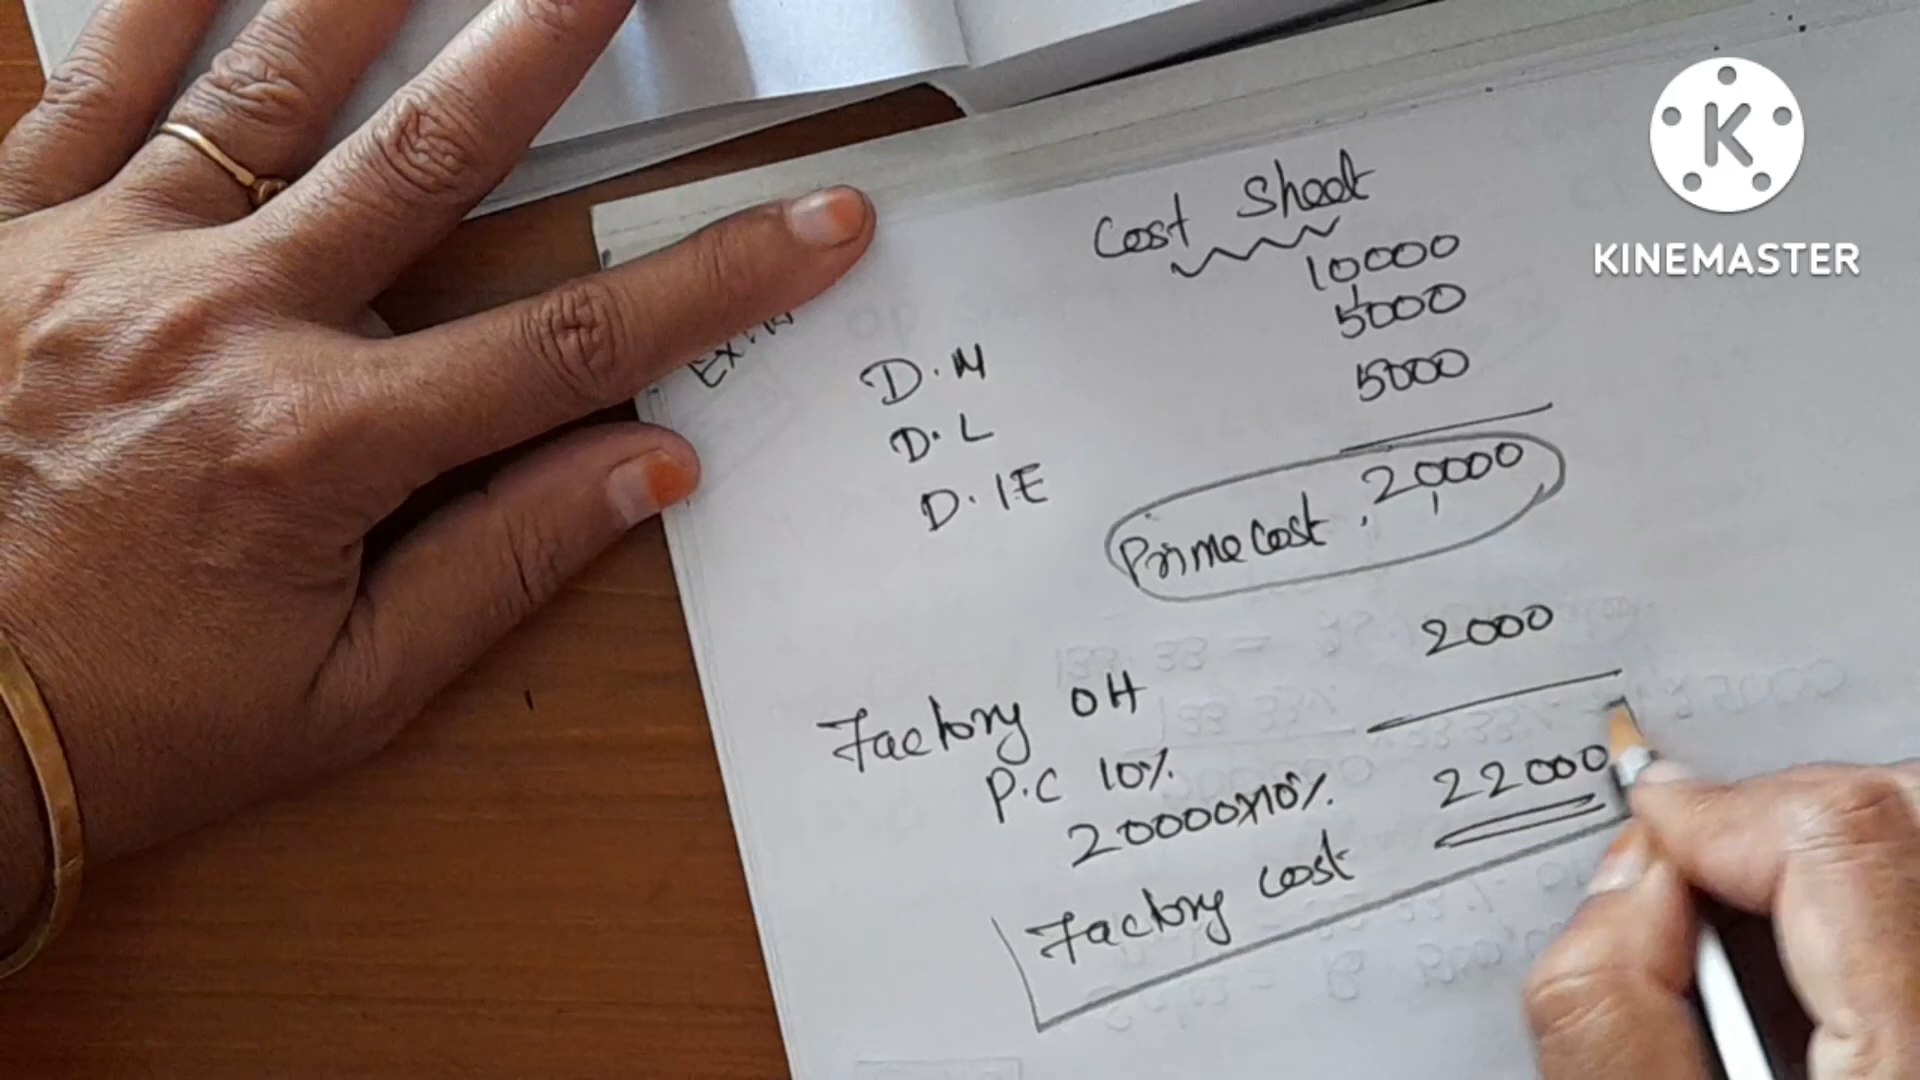 Cost Sheet
10000
5000
5000
D.M
D.L
D.IE
Prime Cost 20000
Factory OH 2000
P.C 10%
20000x10% 22000
Factory cost
K
KINEMASTER